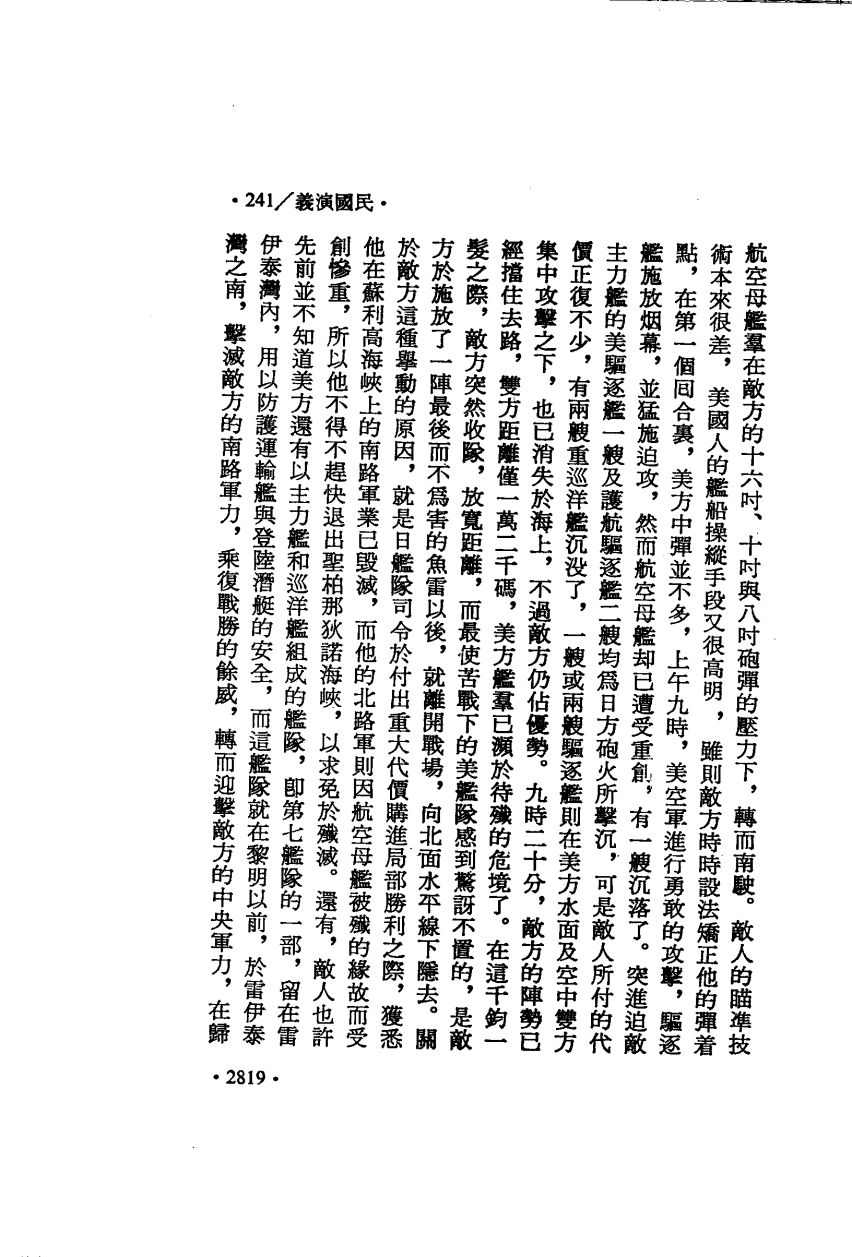 •241/義演國民•
航空母艦羣在敵方的十六吋、十吋與八吋砲彈的壓力下，轉而南駛。敵人的瞄準技
術本來很差，美國人的艦船操縱手段又很高明，雖則敵方時時設法矯正他的彈着
點，在第一個回合裏，美方中彈並不多，上午九時，美空軍進行勇敢的攻擊，驅逐
艦施放烟幕，並猛施迫攻，然而航空母艦却已遭受重創，有一艘沉落了。突進迫敵
主力艦的美驅逐艦一艘及護航驅逐艦二艘均爲日方砲火所擊沉，可是敵人所付的代
價正復不少，有兩艘重巡洋艦沉没了，一艘或兩艘驅逐艦則在美方水面及空中雙方
集中攻擊之下，也已消失於海上，不過敵方仍佔優勢。九時二十分，敵方的陣勢已
經擋住去路，雙方距離僅一萬二千碼，美方艦羣已瀕於待殲的危境了。在這千鈞一
髮之際，敵方突然收隊，放寬距離，而最使苦戰下的美艦隊感到驚訝不置的，是敵
方於施放了一陣最後而不爲害的魚雷以後，就離開戰場，向北面水平線下隱去。關
於敵方這種舉動的原因，就是日艦隊司令於付出重大代價購進局部勝利之際，獲悉
他在蘇利高海峽上的南路軍業已毀滅，而他的北路軍則因航空母艦被殲的緣故而受
創慘重，所以他不得不趕快退出聖柏那狄諾海峽，以求免於殲滅。還有，敵人也許
先前並不知道美方還有以主力艦和巡洋艦組成的艦隊，卽第七艦隊的一部，留在雷
伊泰灣內，用以防護運輸艦與登陸潛艇的安全，而這艦隊就在黎明以前，於雷伊泰
灣之南，擊滅敵方的南路軍力，乘復戰勝的餘威，轉而迎擊敵方的中央軍力，在歸
•2819•